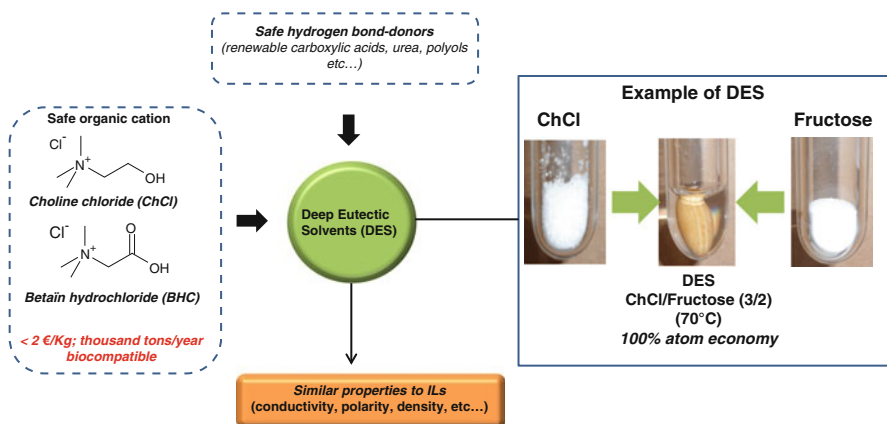 Safe hydrogen bond-donors
(renewable carboxylic acids, urea, polyols
etc…)
Safe organic cation
Cl-
N+
OH
Choline chloride (ChCl)
Cl-
O
N+
OH
Betaïn hydrochloride (BHC)
< 2 €/Kg; thousand tons/year
biocompatible
Deep Eutectic
Solvents (DES)
Similar properties to ILs
(conductivity, polarity, density, etc…)
Example of DES
ChCl
Fructose
DES
ChCl/Fructose (3/2)
(70°C)
100% atom economy